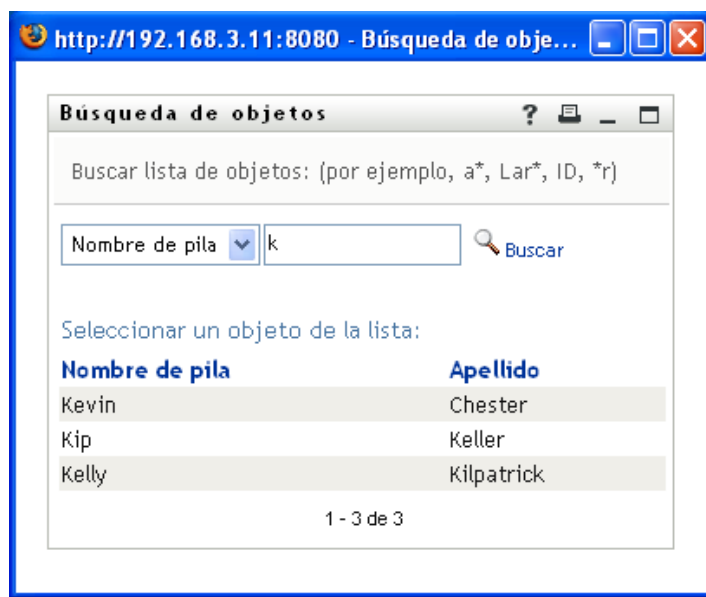 http://192.168.3.11:8080 - Búsqueda de obje...
Búsqueda de objetos
Buscar lista de objetos: (por ejemplo, a*, Lar*, ID, *r)
Nombre de pila k Buscar
Seleccionar un objeto de la lista:
Nombre de pila Apellido
Kevin Chester
Kip Keller
Kelly Kilpatrick
1 - 3 de 3